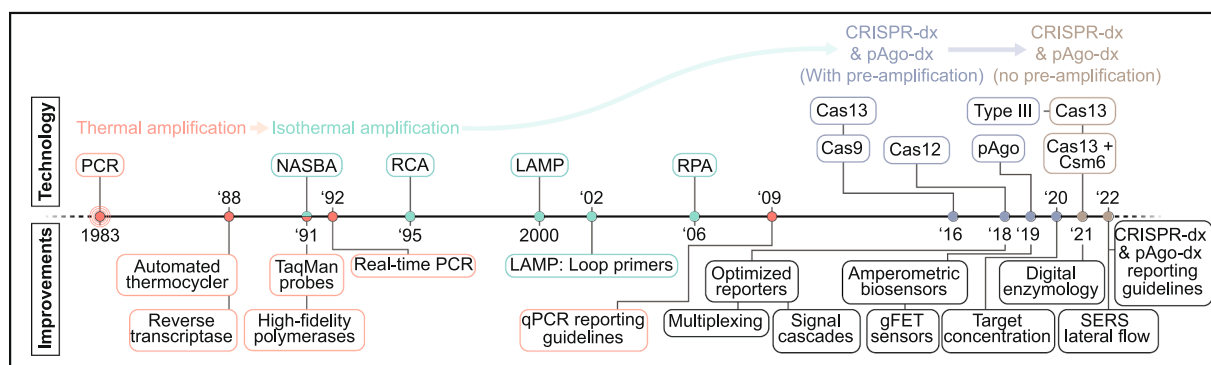 CRISPR-dx
& pAgo-dx
(With pre-amplification)
CRISPR-dx
& pAgo-dx
(no pre-amplification)
Technology
Thermal amplification
Isothermal amplification
Cas13
Type III
Cas13
Cas9
Cas12
pAgo
Cas13 +
Csm6
PCR
NASBA
RCA
LAMP
RPA
‘88
‘92
‘02
‘09
‘20
‘22
1983
‘91
‘95
2000
‘06
‘16
‘18
‘19
‘21
Improvements
Automated
thermocycler
TaqMan
probes
Real-time PCR
LAMP: Loop primers
Optimized
reporters
Amperometric
biosensors
Digital
enzymology
CRISPR-dx
& pAgo-dx
reporting
guidelines
Reverse
transcriptase
High-fidelity
polymerases
qPCR reporting
guidelines
Multiplexing
Signal
cascades
gFET
sensors
Target
concentration
SERS
lateral flow